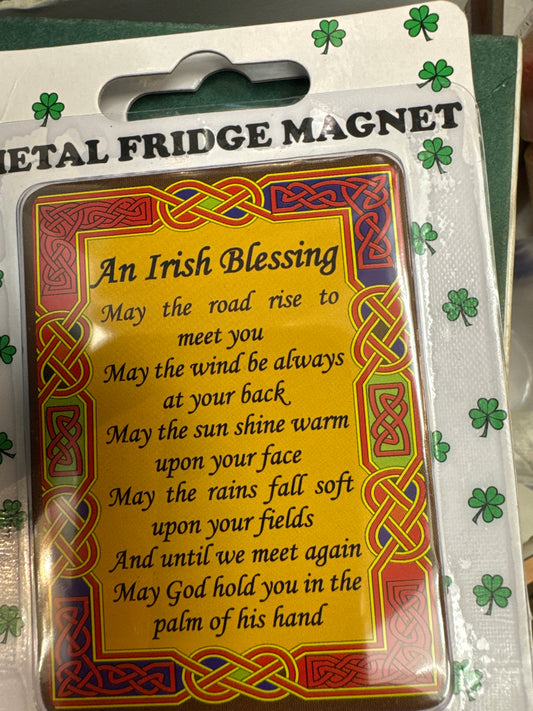 METAL FRIDGE MAGNET
An Irish Blessing
May the road rise to
meet you
May the wind be always
at your back
May the sun shine warm
upon your face
May the rains fall soft
upon your fields
And until we meet again
May God hold you in the
palm of his hand